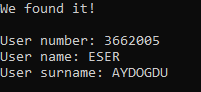 We found it!
User number: 3662005
User name: ESER
User surname: AYDOGDU